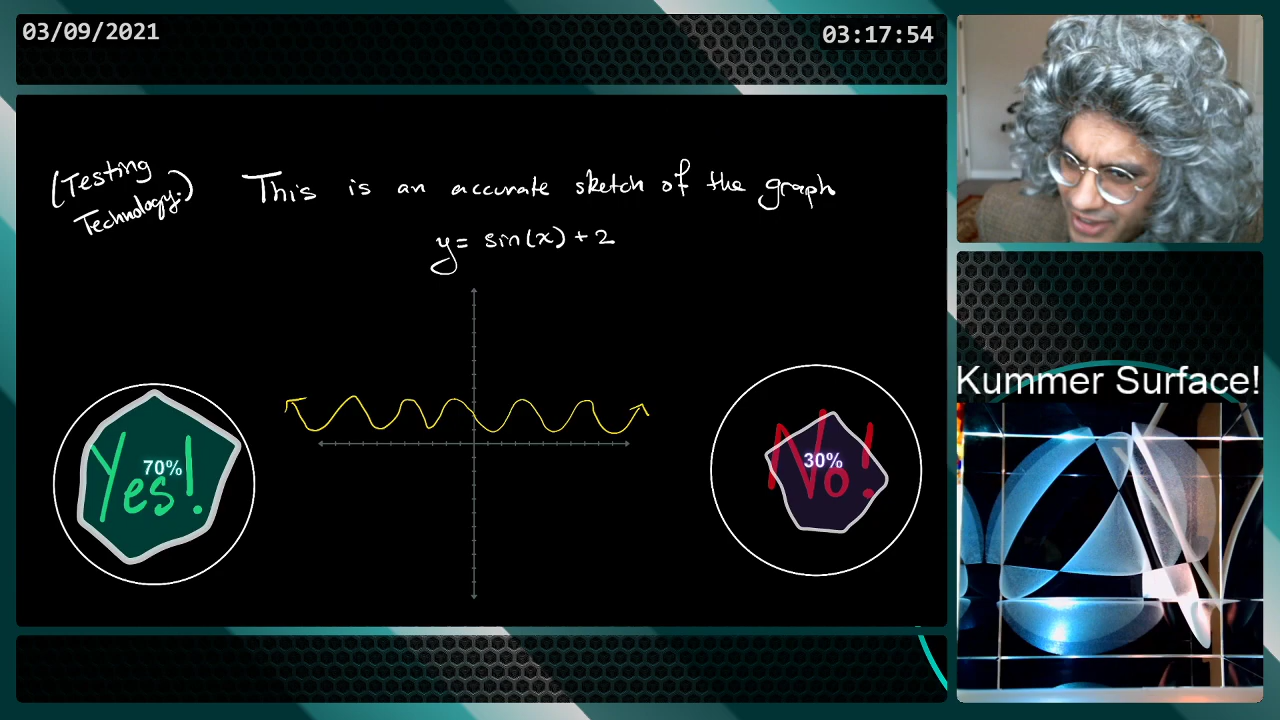 03/09/2021
03:17:54
(Testing
Technology.)
This is an accurate sketch of the graph
y = sin(x) + 2
Yes!
70%
No!
30%
Kummer Surface!